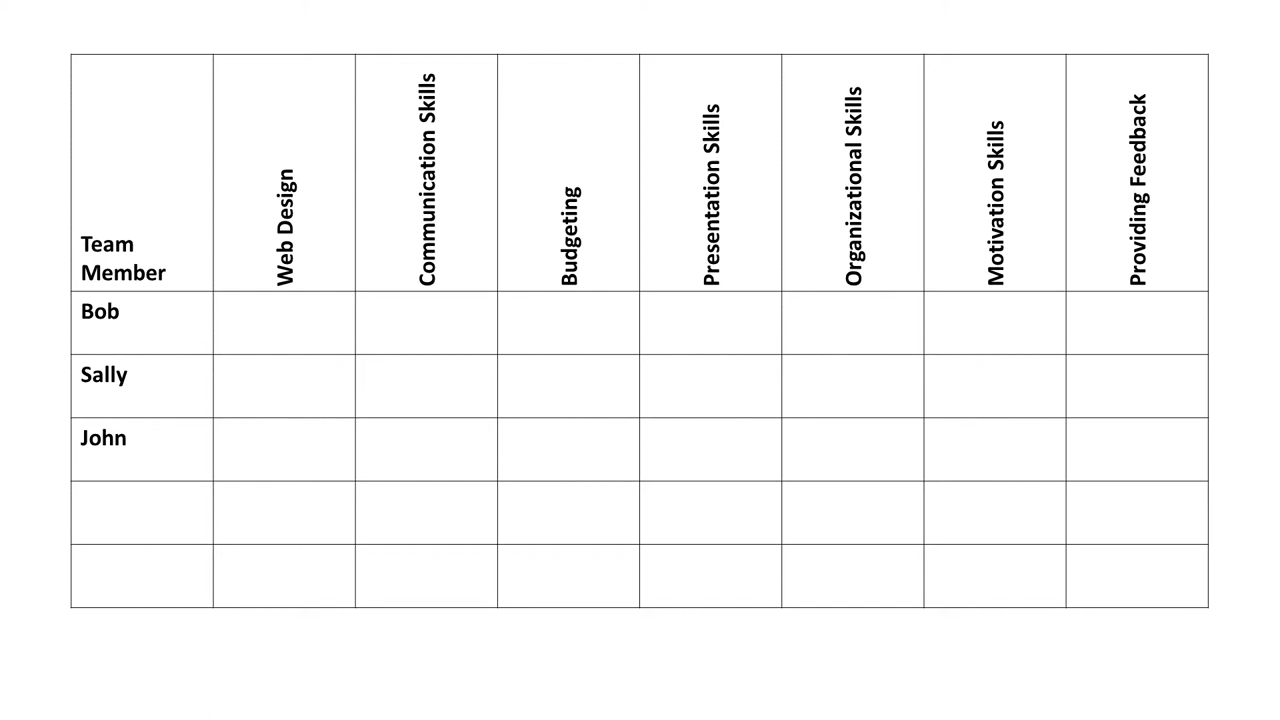 Team
Member
Web Design
Communication Skills
Budgeting
Presentation Skills
Organizational Skills
Motivation Skills
Providing Feedback
Bob
Sally
John